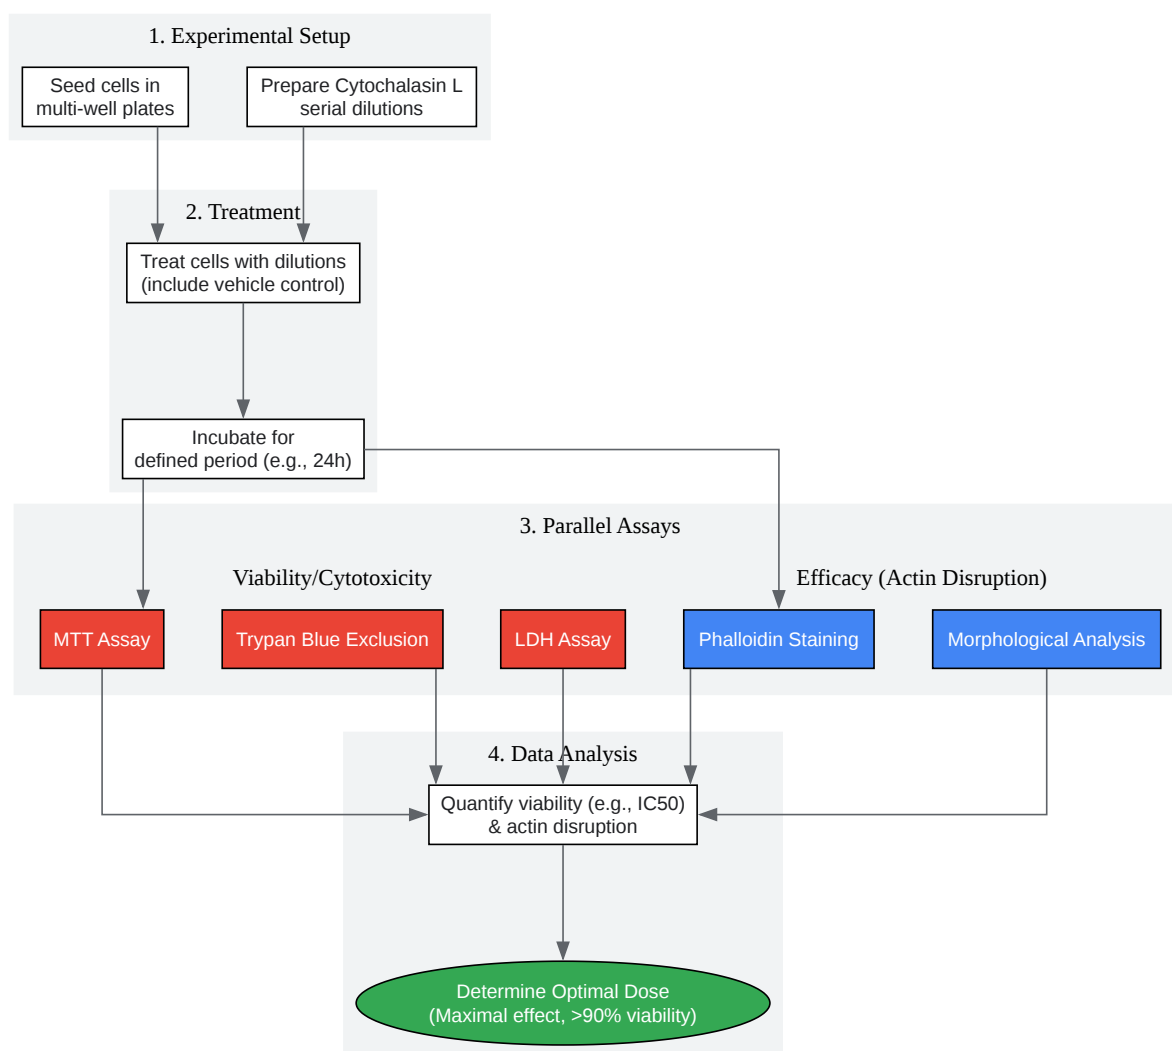 1. Experimental Setup
Seed cells in
multi-well plates
Prepare Cytochalasin L
serial dilutions
2. Treatment
Treat cells with dilutions
(include vehicle control)
Incubate for
defined period (e.g., 24h)
3. Parallel Assays
Viability/Cytotoxicity
Efficacy (Actin Disruption)
MTT Assay
Trypan Blue Exclusion
LDH Assay
Phalloidin Staining
Morphological Analysis
4. Data Analysis
Quantify viability (e.g., IC50)
& actin disruption
Determine Optimal Dose
(Maximal effect, >90% viability)